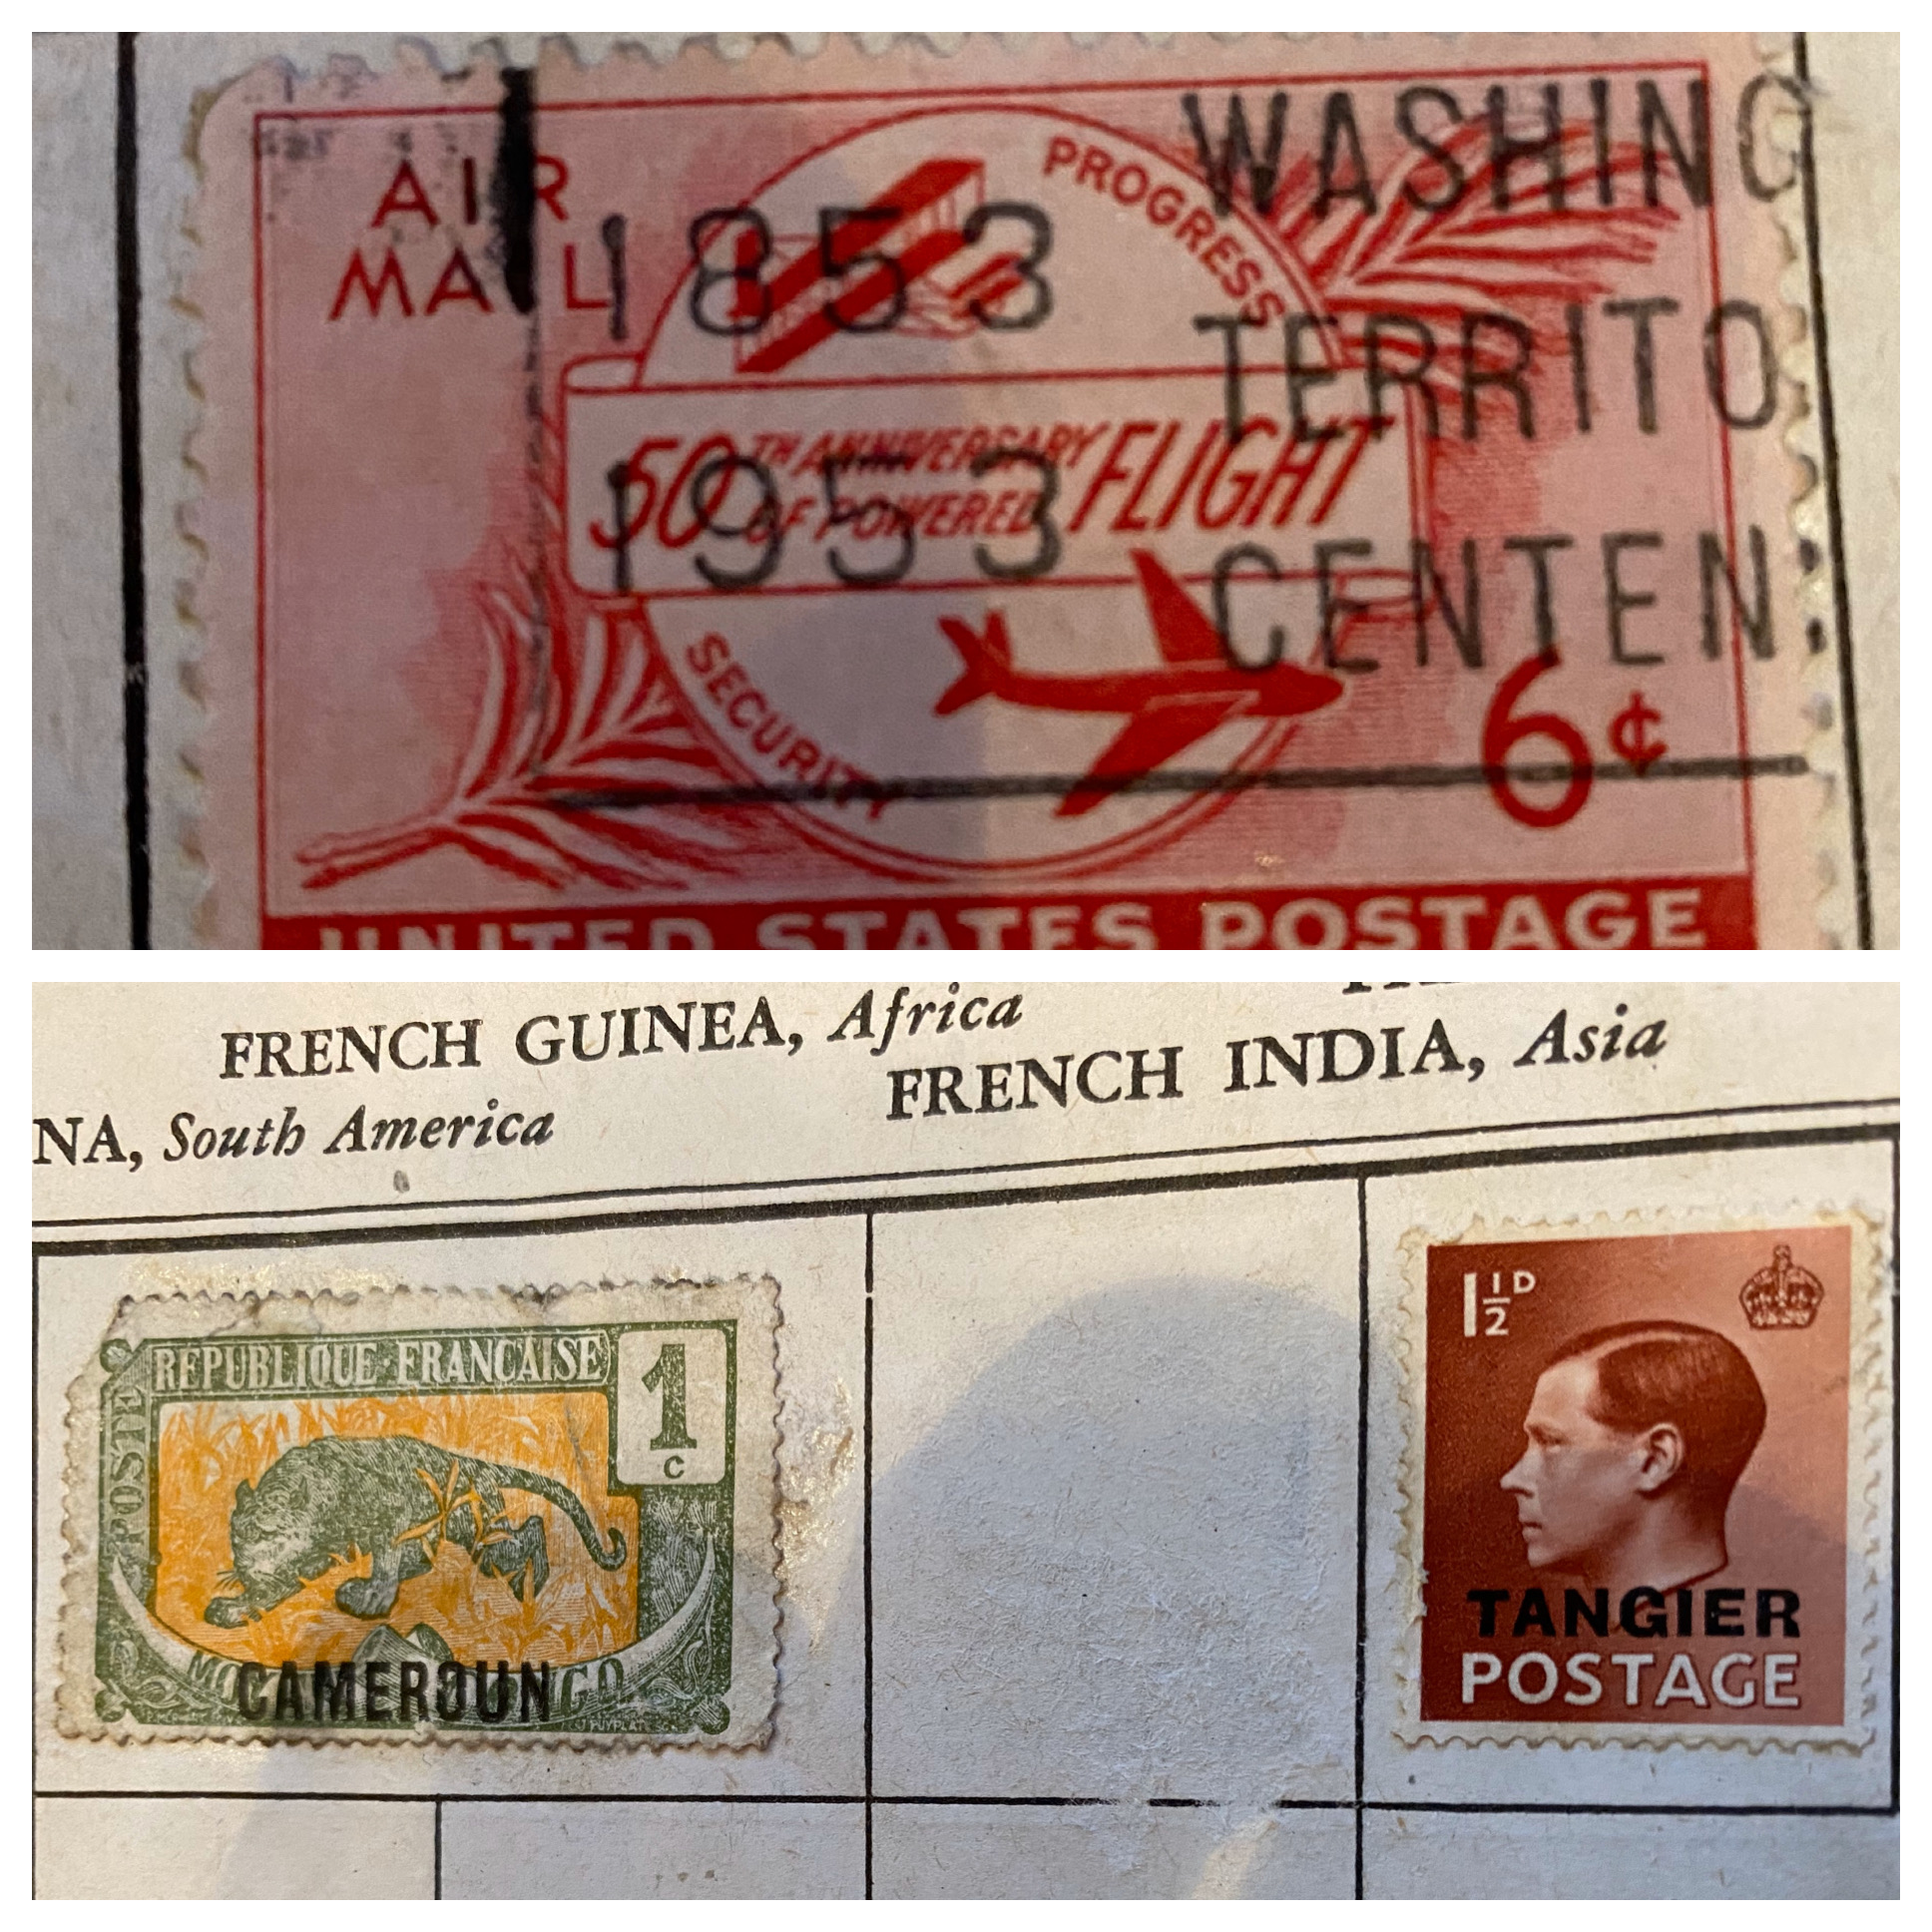 AIR
MAIL
PROGRESS
50TH ANNIVERSARY
OF POWERED FLIGHT
SECURITY
6¢
UNITED STATES POSTAGE
1853
1953
WASHING
TERRITO
CENTEN
FRENCH GUINEA, Africa
NA, South America
FRENCH INDIA, Asia
REPUBLIQUE FRANÇAISE
POSTE
1
C
CAMEROUN
1½D
TANGIER
POSTAGE